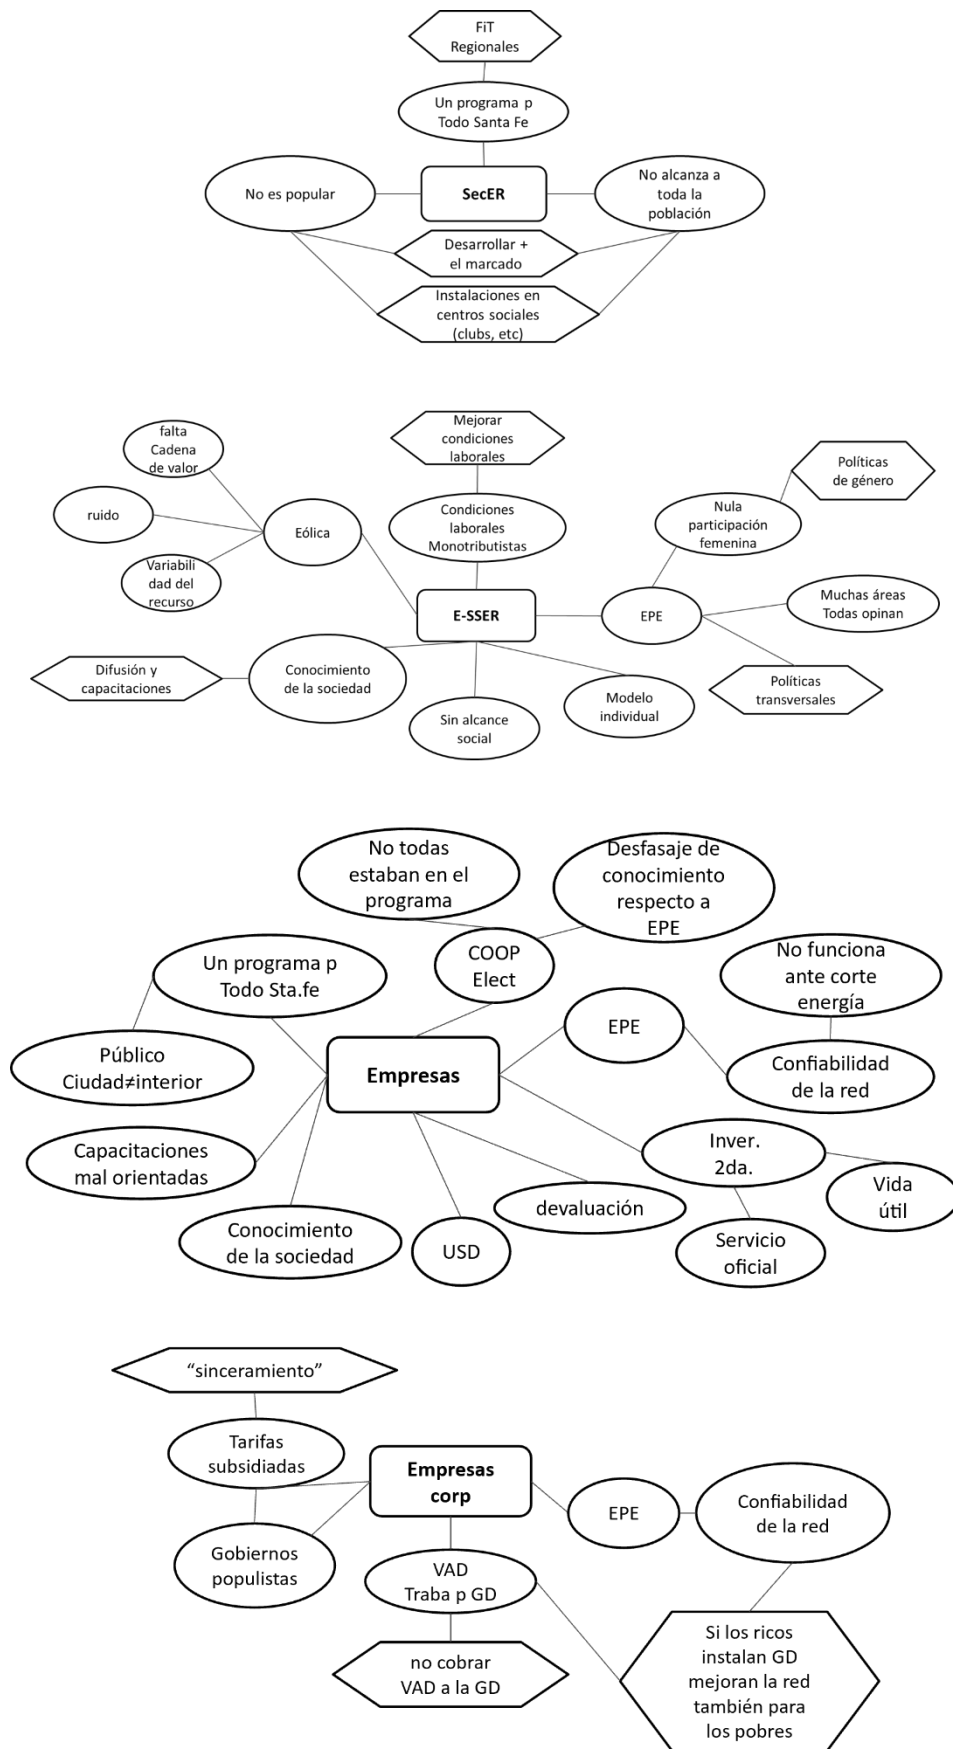 FiT
Regionales
Un programa p
Todo Santa Fe
No es popular
SecER
No alcanza a
toda la
población
Desarrollar +
el marcado
Instalaciones en
centros sociales
(clubs, etc)
falta
Cadena
de valor
ruido
Variabili
dad del
recurso
Eólica
Mejorar
condiciones
laborales
Condiciones
laborales
Monotributistas
E-SSER
EPE
Nula
participación
femenina
Políticas
de género
Muchas áreas
Todas opinan
Políticas
transversales
Difusión y
capacitaciones
Conocimiento
de la sociedad
Sin alcance
social
Modelo
individual
No todas
estaban en el
programa
Desfasaje de
conocimiento
respecto a
EPE
COOP
Elect
Un programa p
Todo Sta.fe
Público
Ciudad≠interior
Empresas
EPE
No funciona
ante corte
energía
Confiabilidad
de la red
Capacitaciones
mal orientadas
Conocimiento
de la sociedad
USD
devaluación
Inver.
2da.
Servicio
oficial
Vida
útil
“sinceramiento”
Tarifas
subsidiadas
Gobiernos
populistas
Empresas
corp
EPE
Confiabilidad
de la red
VAD
Traba p GD
no cobrar
VAD a la GD
Si los ricos
instalan GD
mejoran la red
también para
los pobres